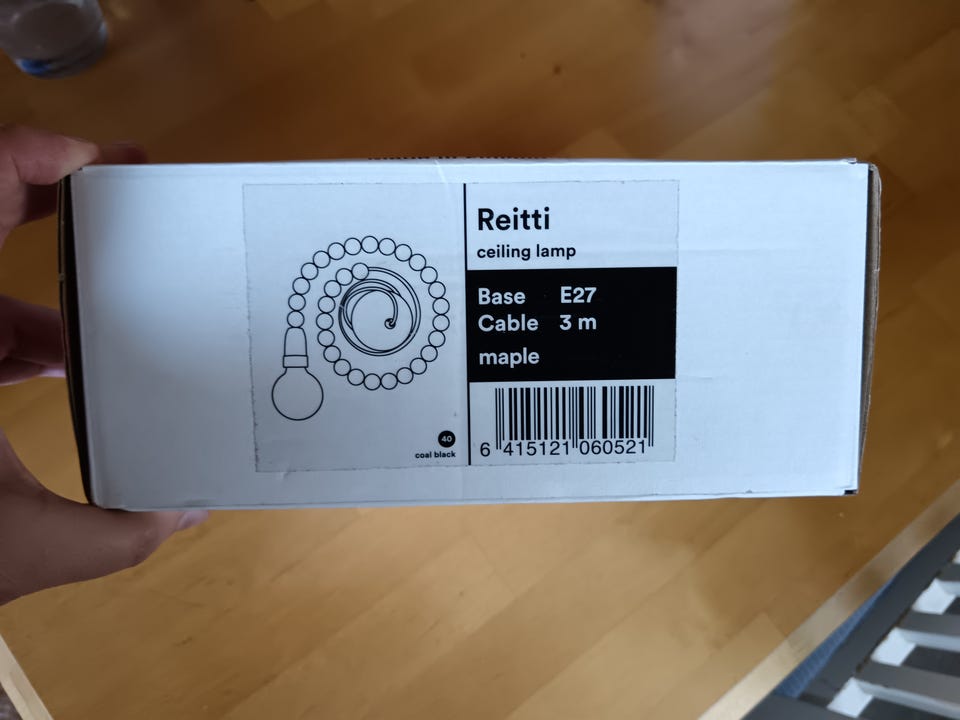 Reitti
ceiling lamp
Base E27
Cable 3 m
maple
40
coal black
6 415121 060521